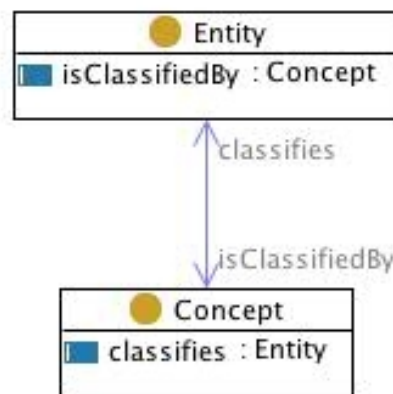 Entity
isClassifiedBy : Concept
classifies
isClassifiedBy
Concept
classifies : Entity